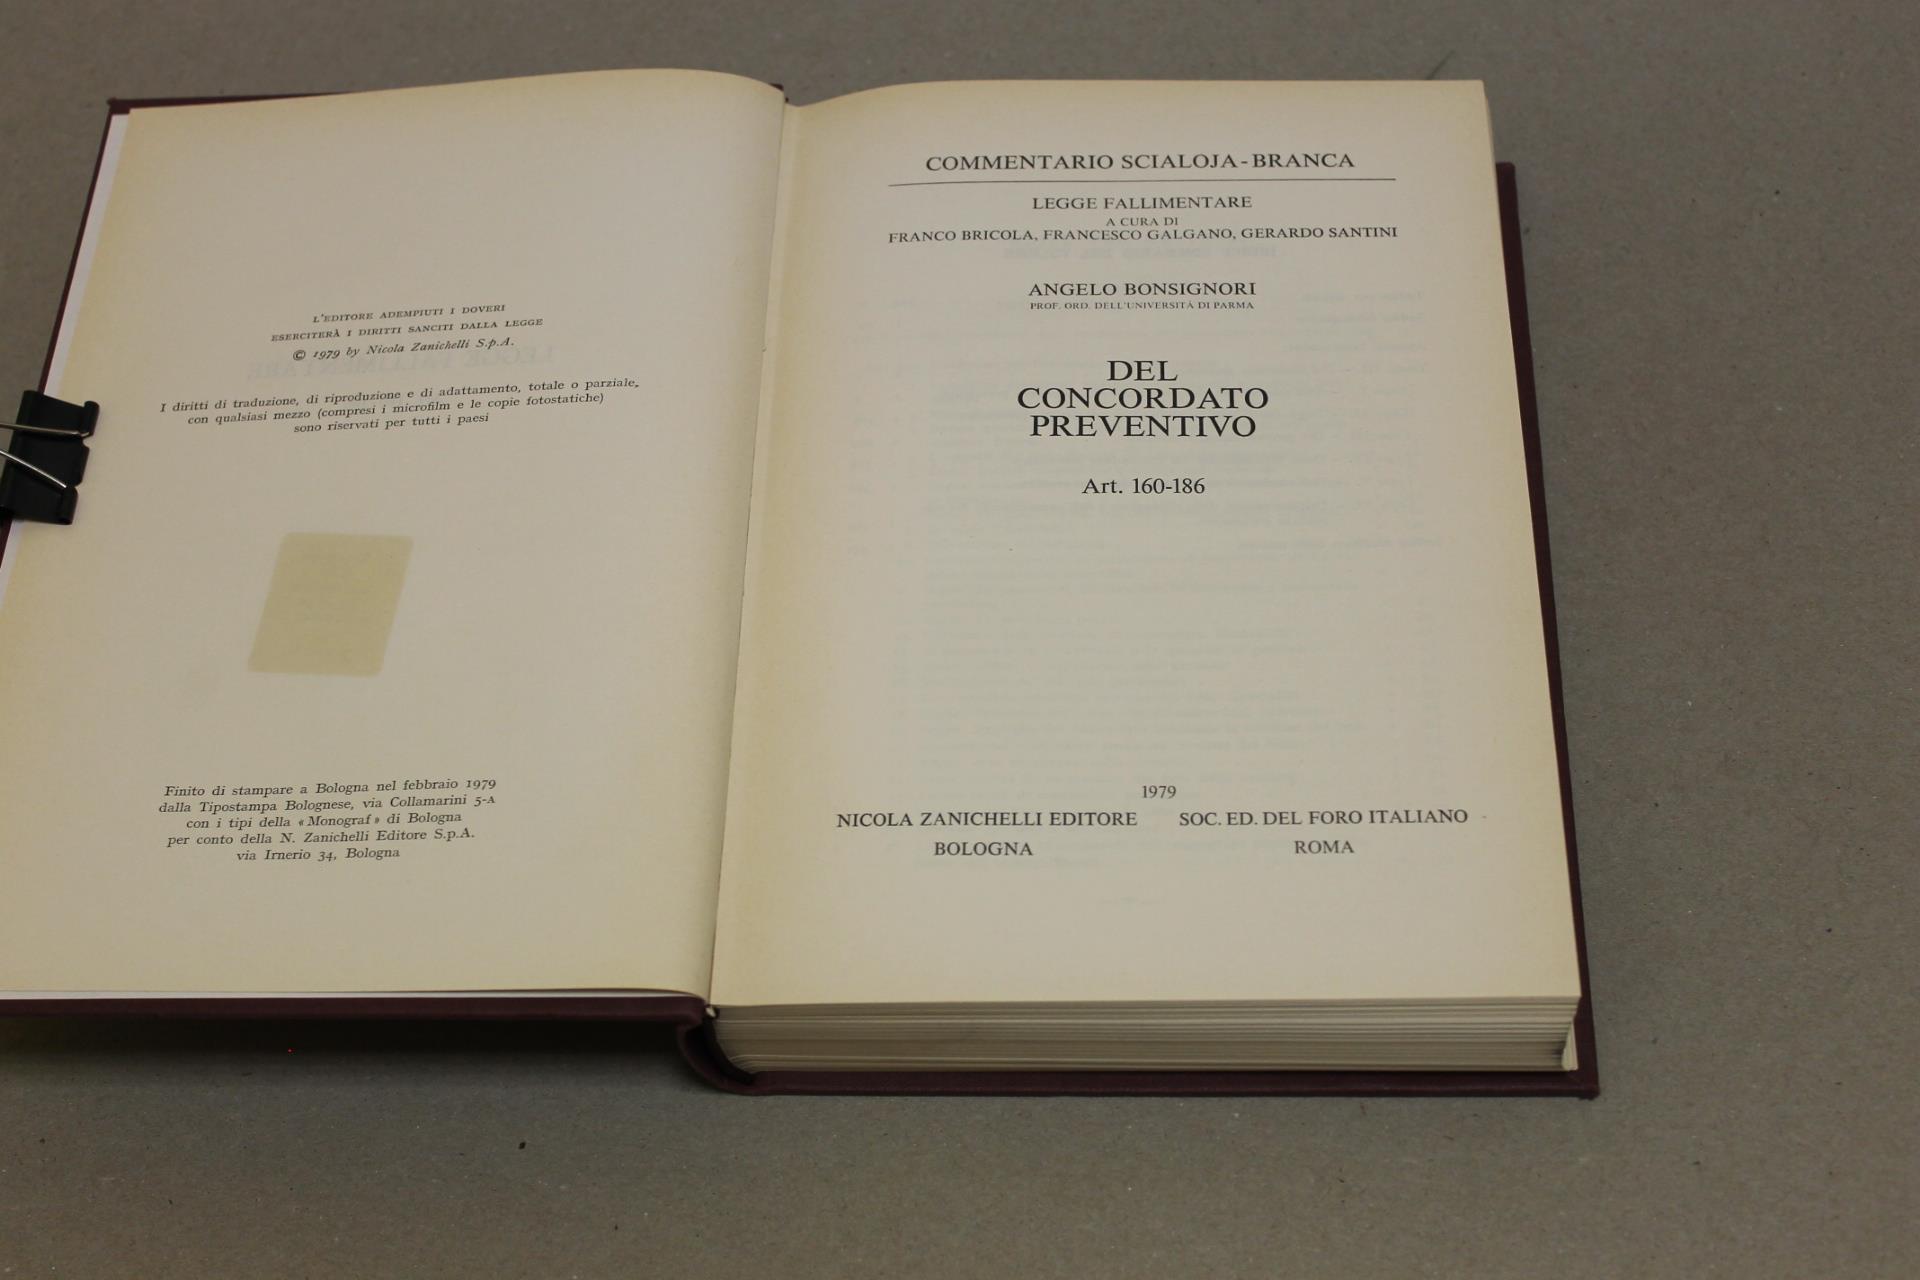 L'EDITORE ADEMPIUTI I DOVERI
ESERCITERÀ I DIRITTI SANCITI DALLA LEGGE
© 1979 by Nicola Zanichelli S.p.A.
I diritti di traduzione, di riproduzione e di adattamento, totale o parziale,
con qualsiasi mezzo (compresi i microfilm e le copie fotostatiche)
sono riservati per tutti i paesi
Finito di stampare a Bologna nel febbraio 1979
dalla Tipostampa Bolognese, via Collamarini 5-A
con i tipi della «Monograf» di Bologna
per conto della N. Zanichelli Editore S.p.A.
via Irnerio 34, Bologna
COMMENTARIO SCIALOJA-BRANCA
LEGGE FALLIMENTARE
A CURA DI
FRANCO BRICOLA, FRANCESCO GALGANO, GERARDO SANTINI
ANGELO BONSIGNORI
PROF. ORD. DELL'UNIVERSITÀ DI PARMA
DEL
CONCORDATO
PREVENTIVO
Art. 160-186
1979
NICOLA ZANICHELLI EDITORE SOC. ED. DEL FORO ITALIANO
BOLOGNA ROMA